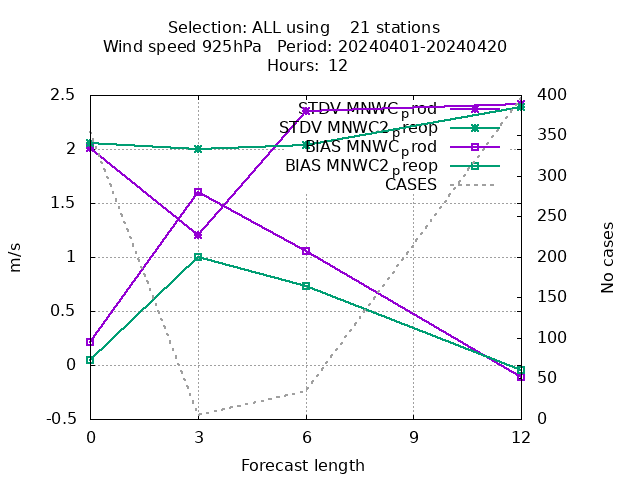 Selection: ALL using    21 stations
Wind speed 925hPa   Period: 20240401-20240420
Hours: 12
2.5
2
1.5
1
0.5
0
-0.5
400
350
300
250
200
150
100
50
0
STDV MNWC_prod
STDV MNWC2_preop
BIAS MNWC_prod
BIAS MNWC2_preop
CASES
m/s
No cases
0 3 6 9 12
Forecast length